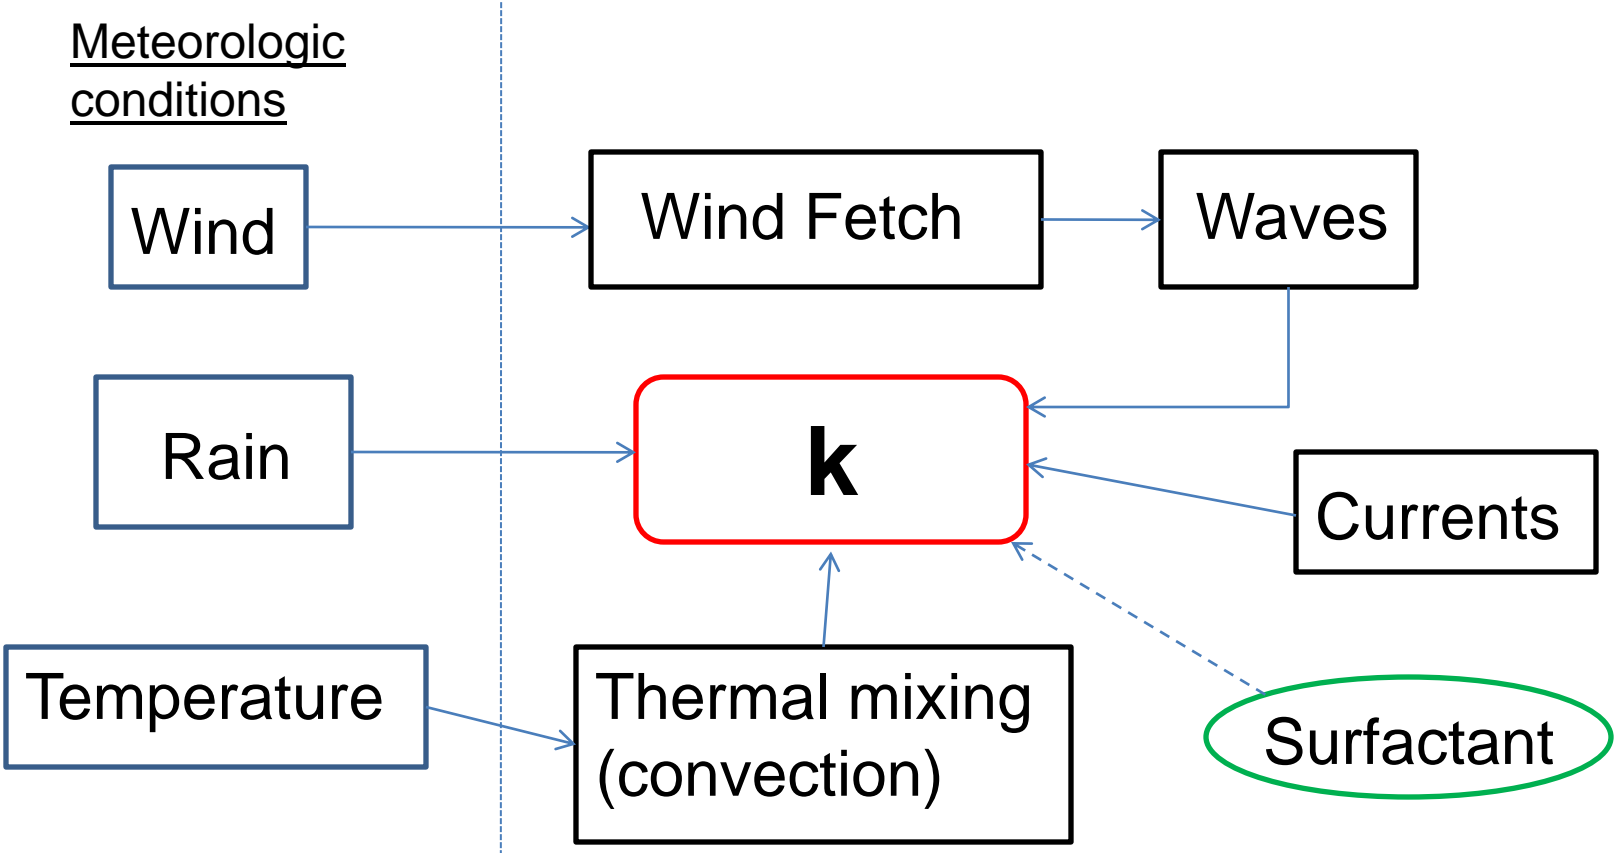 Meteorologic
conditions
Wind
Wind Fetch
Waves
Rain
k
Currents
Temperature
Thermal mixing
(convection)
Surfactant